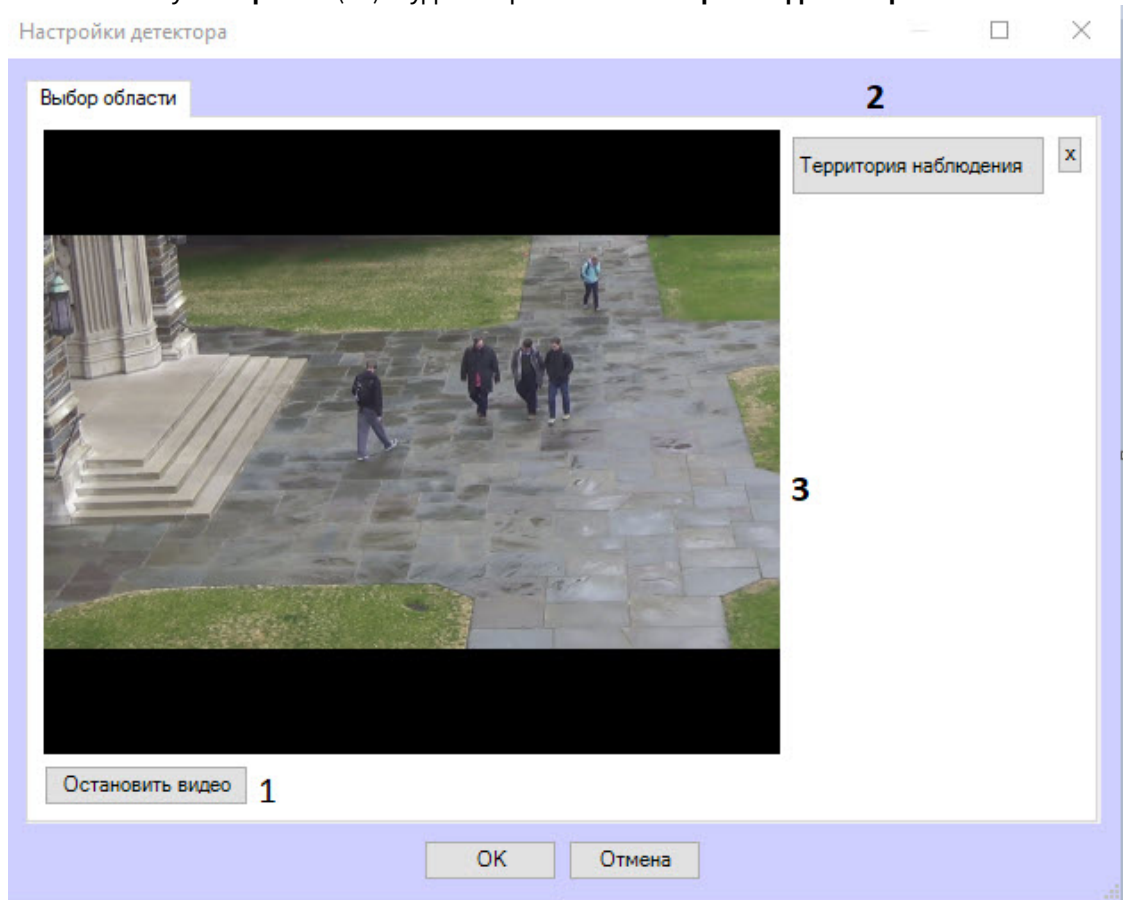 Настройки детектора
Выбор области
2
Территория наблюдения x
3
Остановить видео 1
OK Отмена